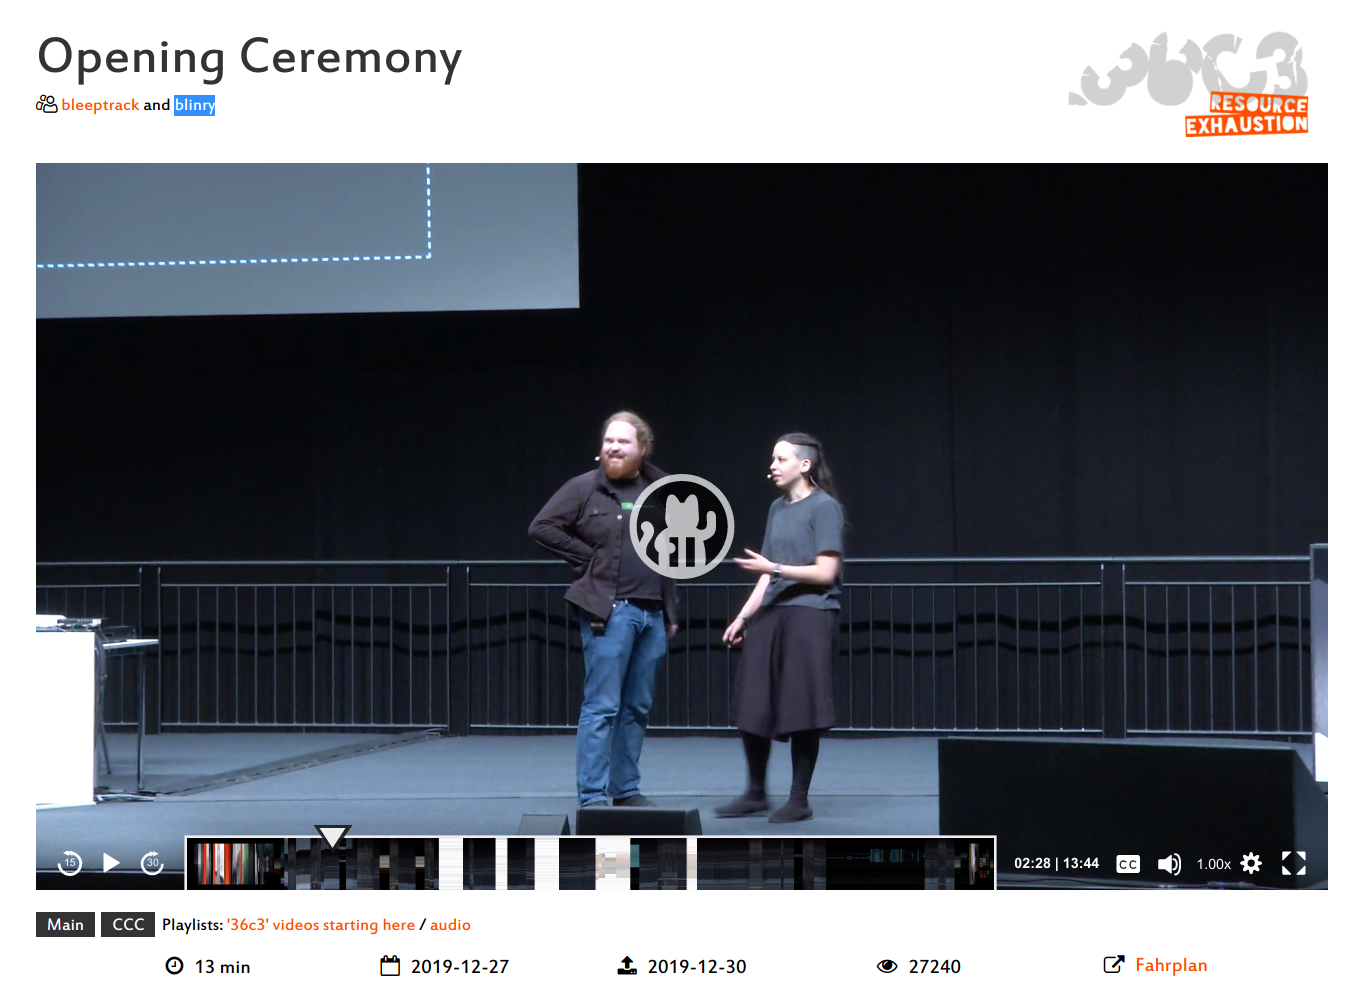 Opening Ceremony
bleeptrack and blinry
36c3
RESOURCE
EXHAUSTION
15
30
02:28 | 13:44
CC
1.00x
Main CCC Playlists: '36c3' videos starting here / audio
13 min 2019-12-27 2019-12-30 27240 Fahrplan